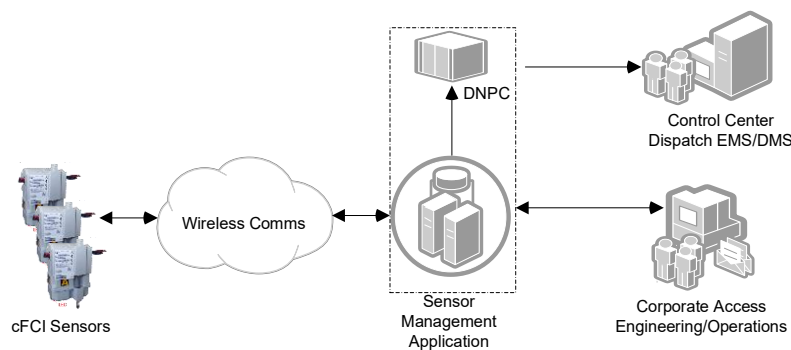 DNPC
Control Center
Dispatch EMS/DMS
Wireless Comms
cFCI Sensors
Sensor
Management
Application
Corporate Access
Engineering/Operations